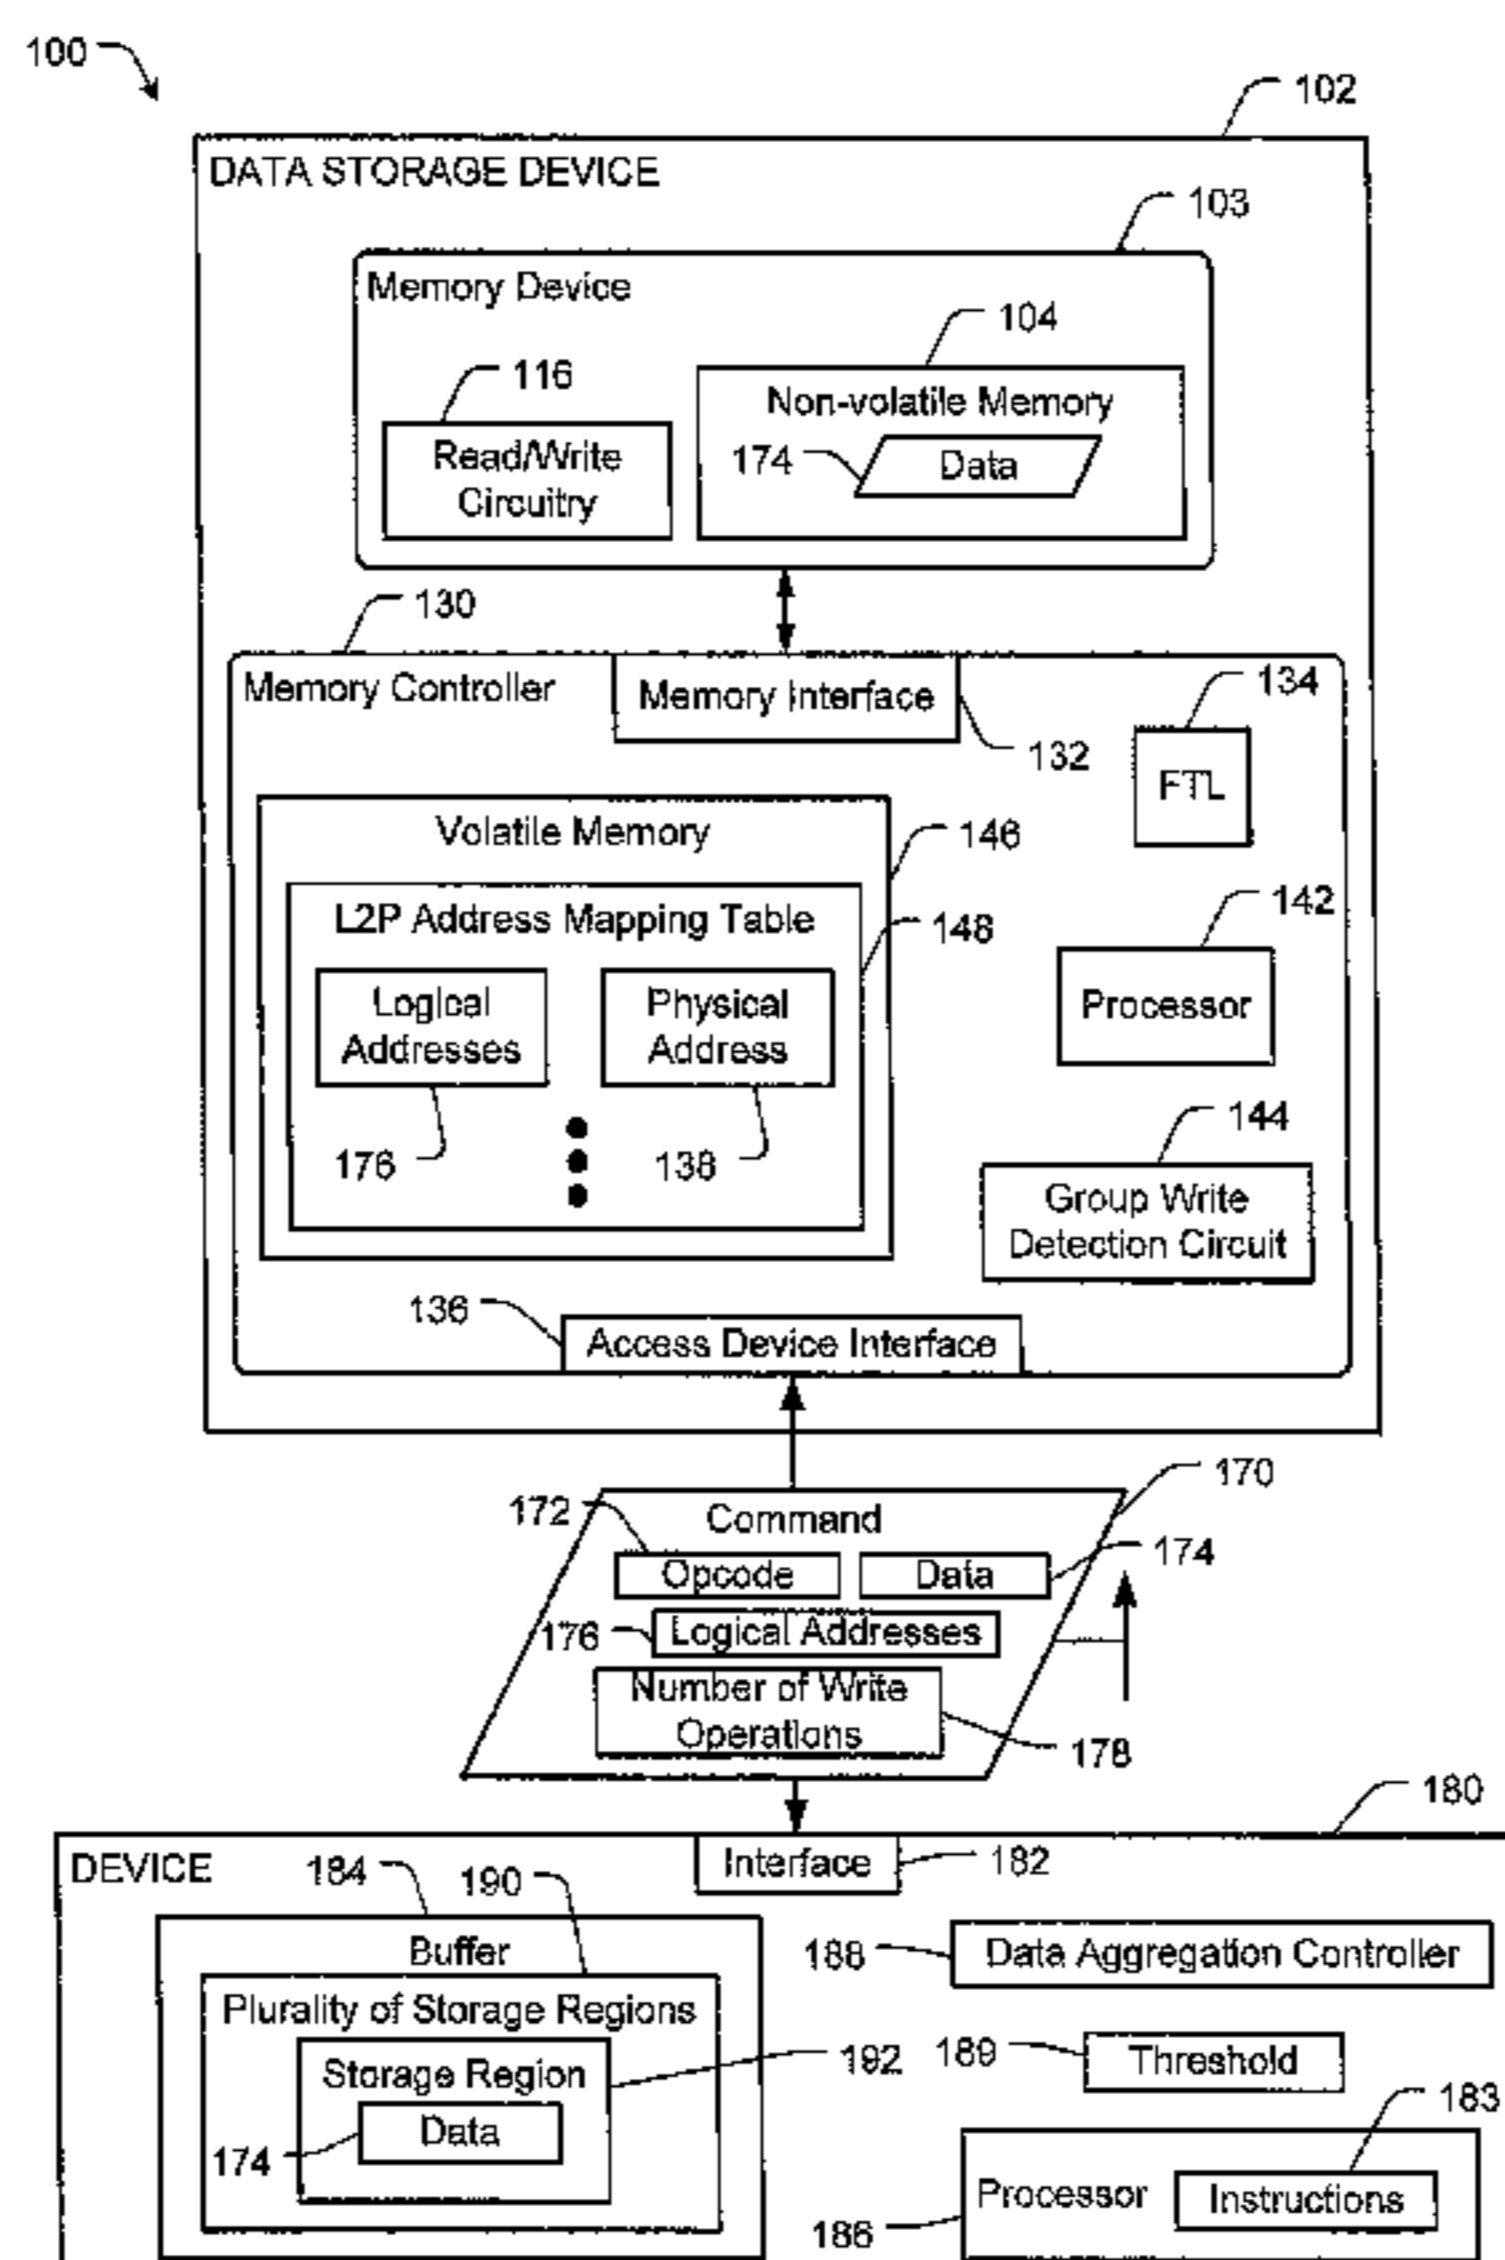 100
102
DATA STORAGE DEVICE
103
Memory Device
104
116
Non-volatile Memory
Read/Write
Circuitry
174
Data
130
Memory Controller
Memory Interface
134
132
FTL
Volatile Memory
146
L2P Address Mapping Table
148
142
Logical
Addresses
Physical
Address
Processor
176
138
144
Group Write
Detection Circuit
136
Access Device Interface
170
172
Command
Opcode
Data
174
176
Logical Addresses
Number of Write
Operations
178
180
DEVICE
184
190
Interface
182
Buffer
188
Data Aggregation Controller
Plurality of Storage Regions
192
189
Threshold
Storage Region
183
174
Data
Processor
Instructions
186